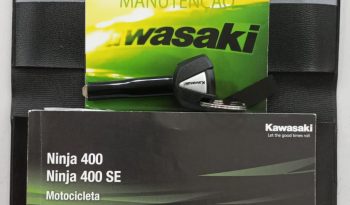 MANUTENÇÃO
Kawasaki
Kawasaki
Let the good times roll
Ninja 400
Ninja 400 SE
Motocicleta